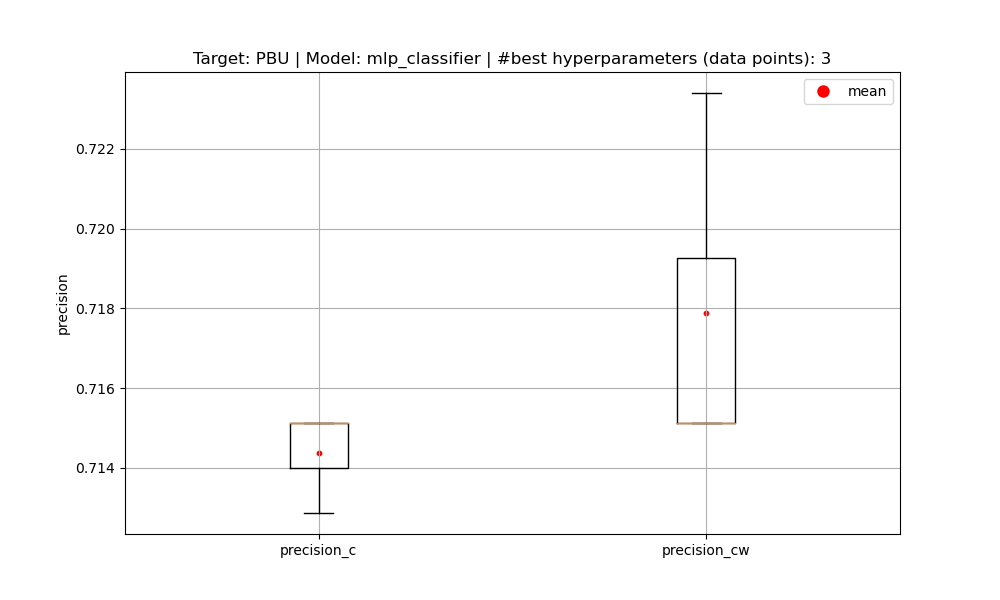 Target: PBU | Model: mlp_classifier | #best hyperparameters (data points): 3
mean
0.722
0.720
0.718
0.716
0.714
precision
precision_c
precision_cw